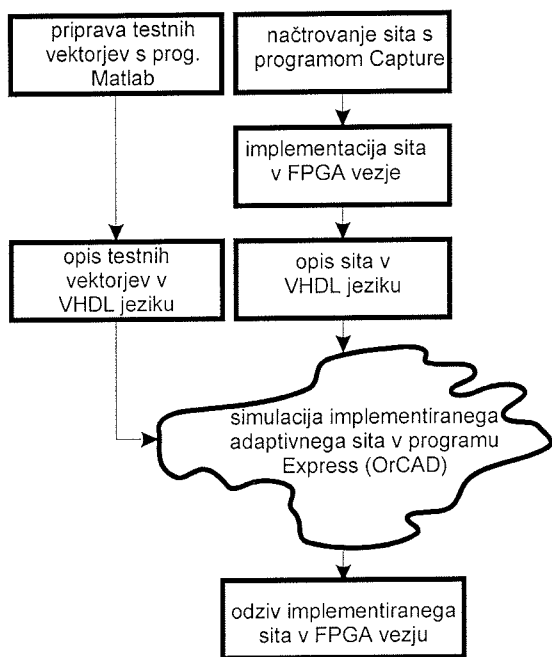 priprava testnih
vektorjev s prog.
Matlab
načtrovanje sita s
programom Capture
implementacija sita
v FPGA vezje
opis testnih
vektorjev v
VHDL jeziku
opis sita v
VHDL jeziku
simulacija implementiranega
adaptivnega sita v programu
Express (OrCAD)
odziv implementiranega
sita v FPGA vezju